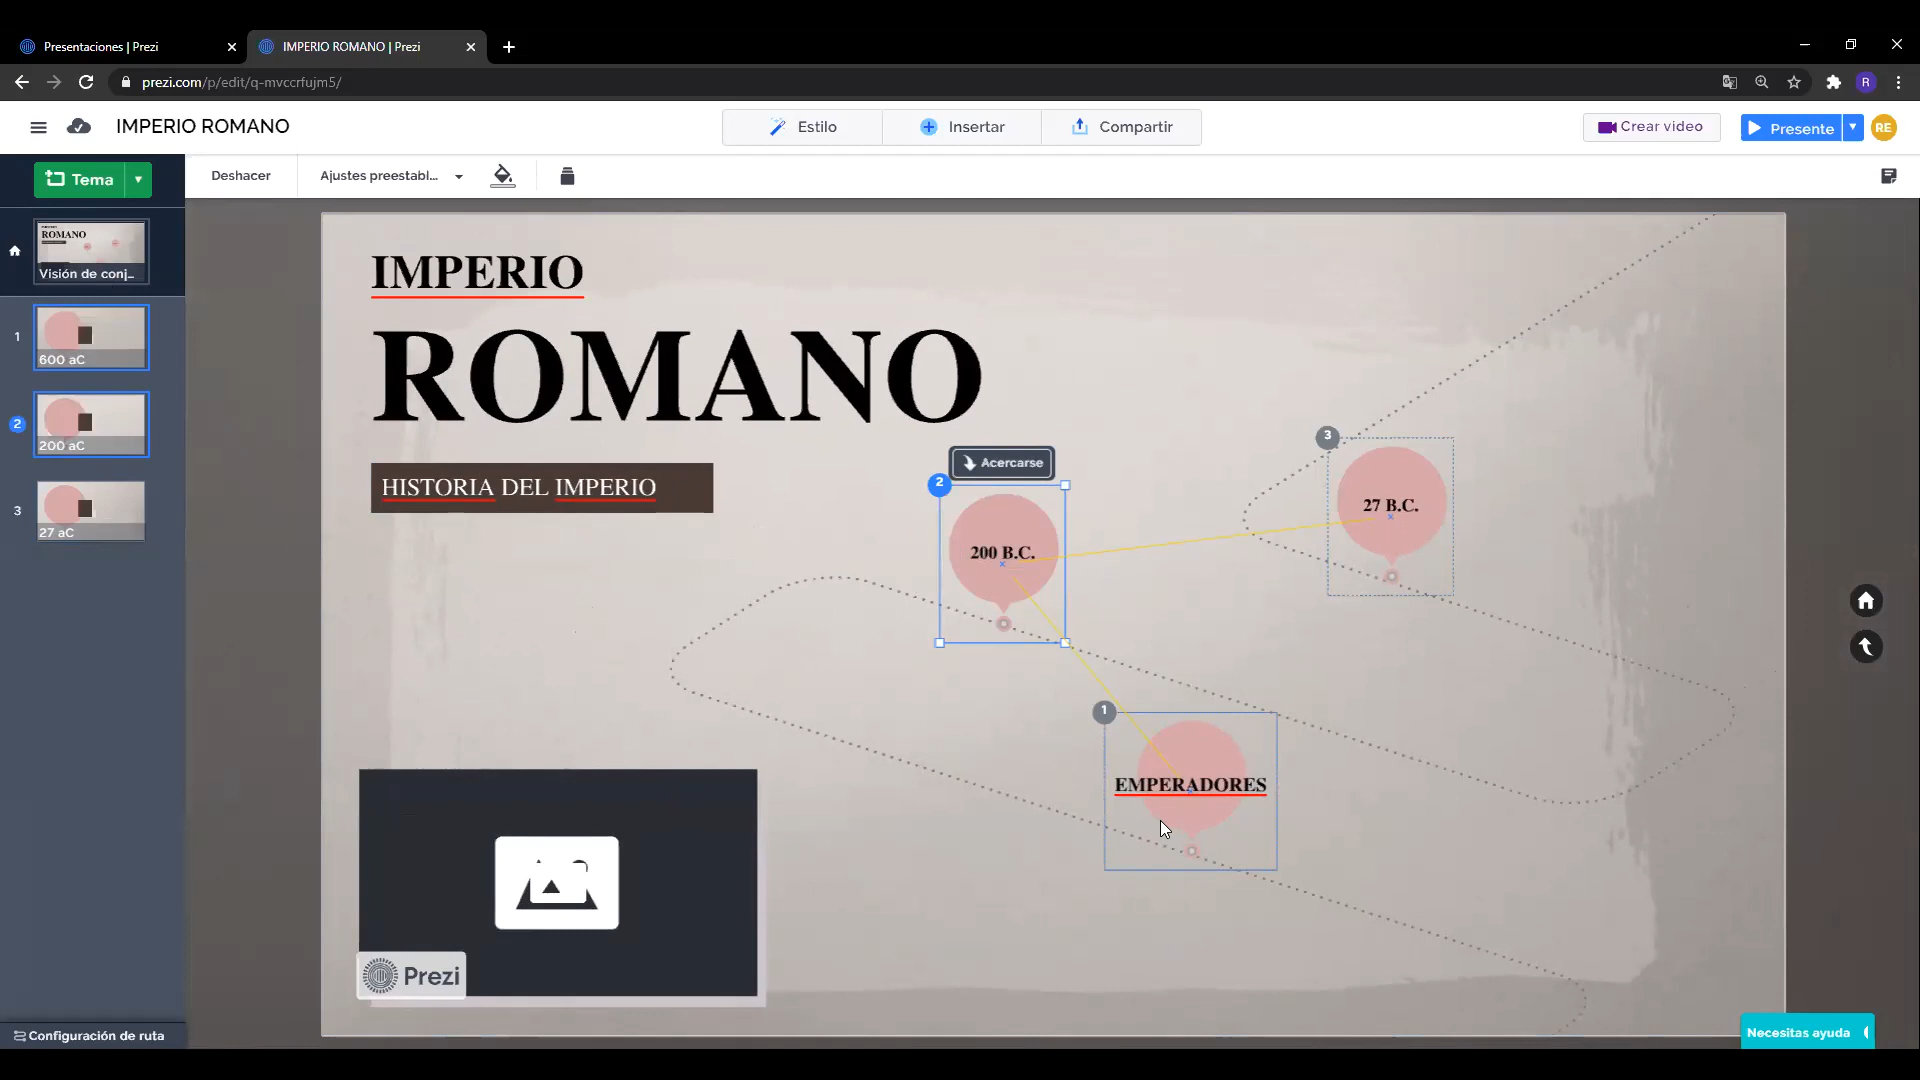 Presentaciones | Prezi
IMPERIO ROMANO | Prezi
prezi.com/p/edit/q-mvccrfujm5/
R
IMPERIO ROMANO
Estilo
Insertar
Compartir
Crear video
Presente
RE
Tema
Deshacer
Ajustes preestabl...
ROMANO
Visión de conj...
1
600 aC
2
200 aC
3
27 aC
IMPERIO
ROMANO
HISTORIA DEL IMPERIO
Acercarse
2
200 B.C.
3
27 B.C.
1
EMPERADORES
Prezi
Configuración de ruta
Necesitas ayuda